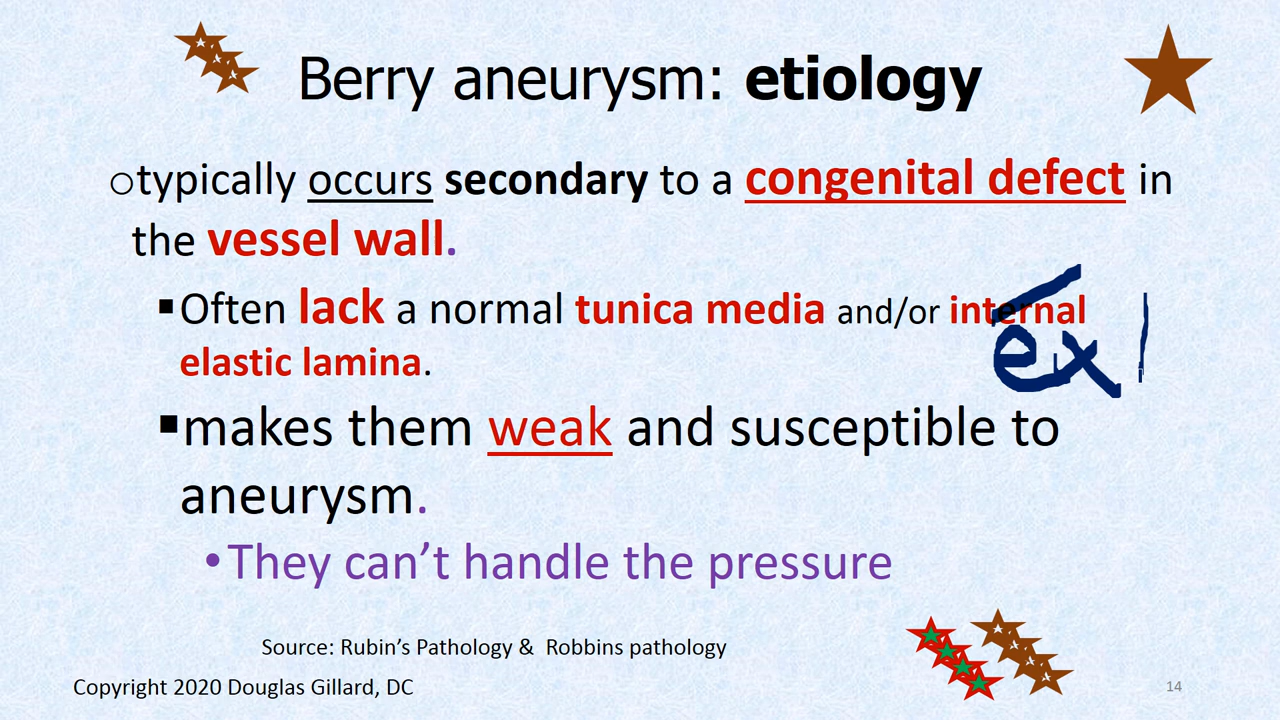 Berry aneurysm: etiology
○typically occurs secondary to a congenital defect in
the vessel wall.
▪Often lack a normal tunica media and/or internal
elastic lamina.
ex
▪makes them weak and susceptible to
aneurysm.
•They can’t handle the pressure
Source: Rubin’s Pathology & Robbins pathology
Copyright 2020 Douglas Gillard, DC
14